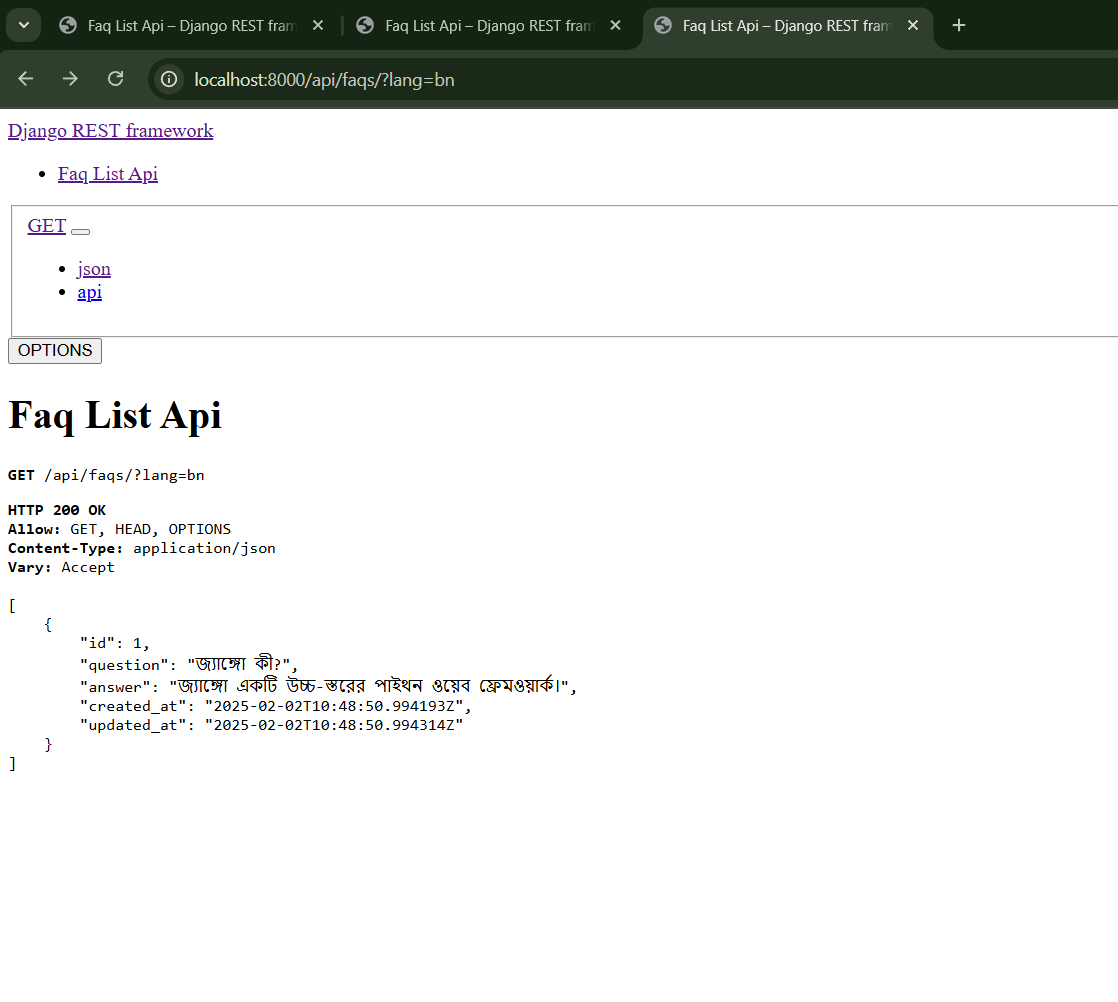 Faq List Api – Django REST fram
Faq List Api – Django REST fram
Faq List Api – Django REST fram
localhost:8000/api/faqs/?lang=bn
Django REST framework
Faq List Api
GET
json
api
OPTIONS
Faq List Api
GET /api/faqs/?lang=bn
HTTP 200 OK
Allow: GET, HEAD, OPTIONS
Content-Type: application/json
Vary: Accept
[
    {
        "id": 1,
        "question": "জ্যাঙ্গো কী?",
        "answer": "জ্যাঙ্গো একটি উচ্চ-স্তরের পাইথন ওয়েব ফ্রেমওয়ার্ক।",
        "created_at": "2025-02-02T10:48:50.994193Z",
        "updated_at": "2025-02-02T10:48:50.994314Z"
    }
]